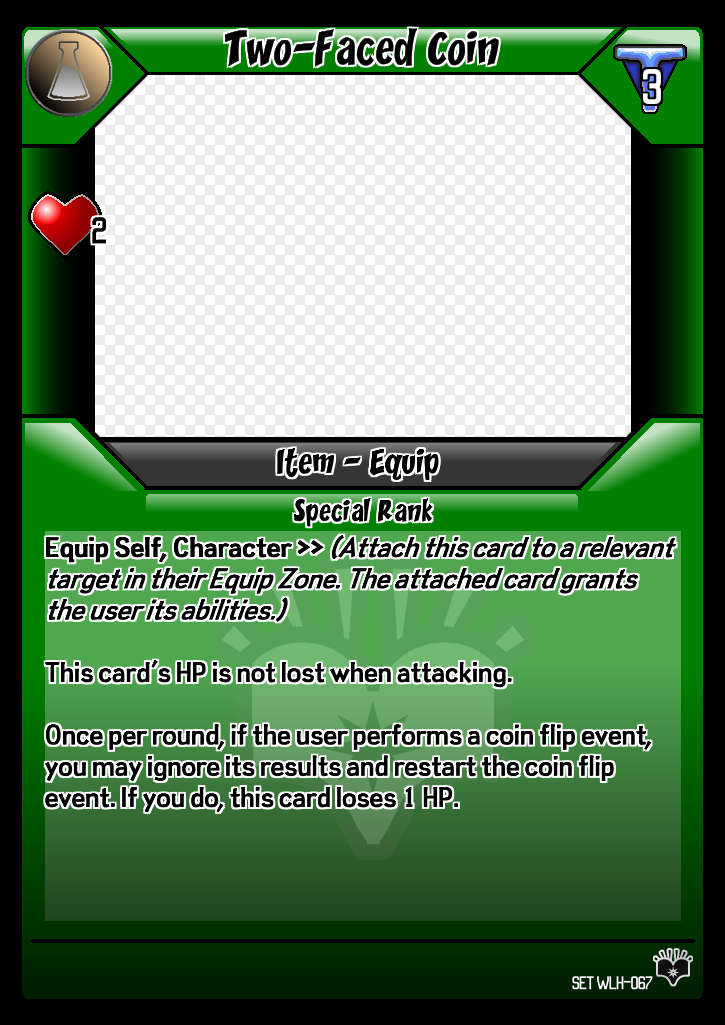 Two-Faced Coin
3
2
Item - Equip
Special Rank
Equip Self, Character >> (Attach this card to a relevant
target in their Equip Zone. The attached card grants
the user its abilities.)
This card's HP is not lost when attacking.
Once per round, if the user performs a coin flip event,
you may ignore its results and restart the coin flip
event. If you do, this card loses 1 HP.
SET WLH-067